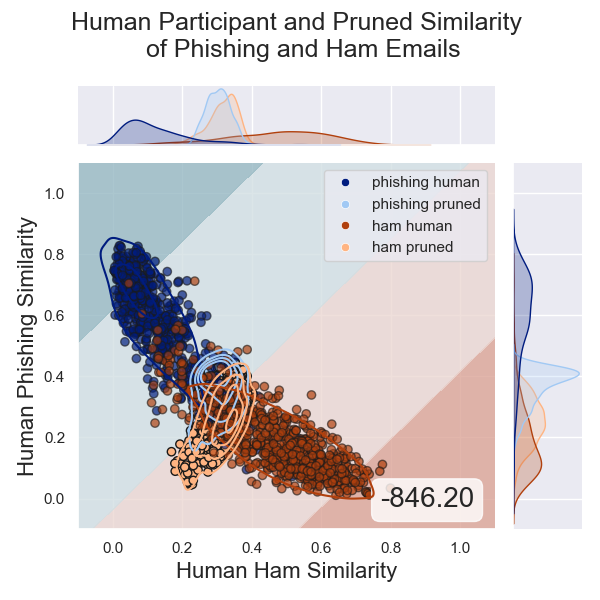 Human Participant and Pruned Similarity
of Phishing and Ham Emails
phishing human
phishing pruned
ham human
ham pruned
Human Phishing Similarity
1.0
0.8
0.6
0.4
0.2
0.0
-846.20
0.0 0.2 0.4 0.6 0.8 1.0
Human Ham Similarity